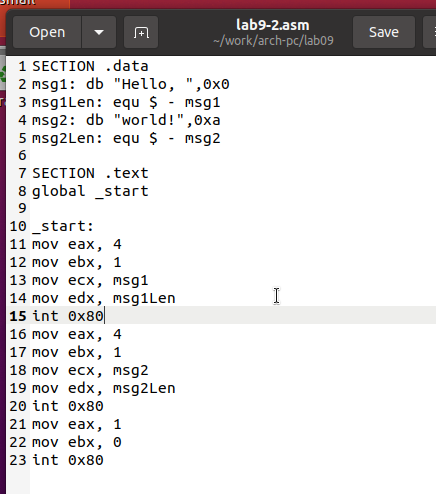 lab9-2.asm
Open
~/work/arch-pc/lab09
Save
1 SECTION .data
2 msg1: db "Hello, ",0x0
3 msg1Len: equ $ - msg1
4 msg2: db "world!",0xa
5 msg2Len: equ $ - msg2
6
7 SECTION .text
8 global _start
9
10 _start:
11 mov eax, 4
12 mov ebx, 1
13 mov ecx, msg1
14 mov edx, msg1Len
15 int 0x80
16 mov eax, 4
17 mov ebx, 1
18 mov ecx, msg2
19 mov edx, msg2Len
20 int 0x80
21 mov eax, 1
22 mov ebx, 0
23 int 0x80